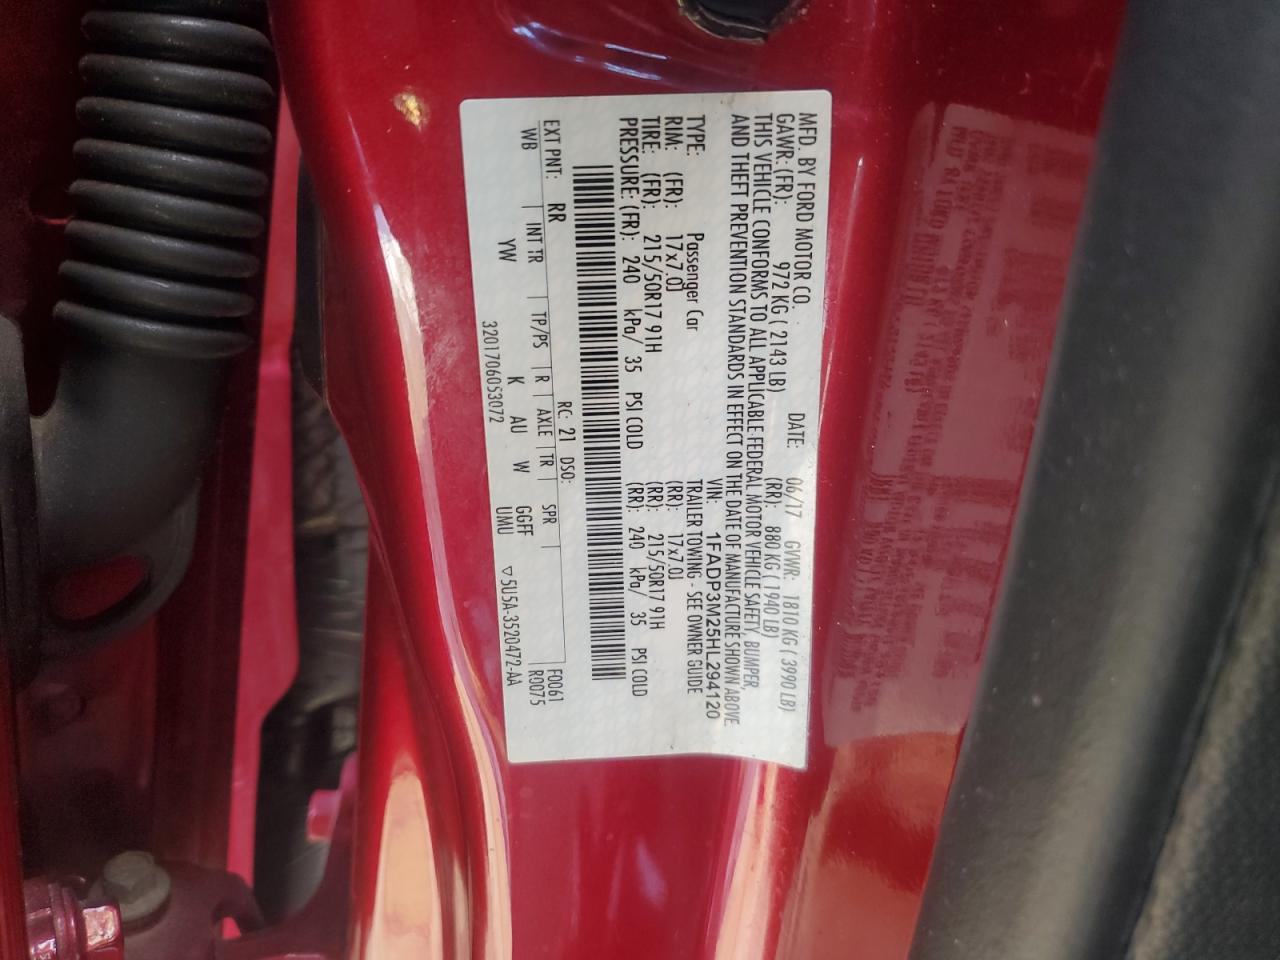 MFD. BY FORD MOTOR CO.
DATE: 06/17 GVWR: 1810 KG ( 3990 LB)
GAWR: (FR): 972 KG ( 2143 LB) (RR): 880 KG ( 1940 LB)
THIS VEHICLE CONFORMS TO ALL APPLICABLE FEDERAL MOTOR VEHICLE SAFETY, BUMPER,
AND THEFT PREVENTION STANDARDS IN EFFECT ON THE DATE OF MANUFACTURE SHOWN ABOVE.
VIN: 1FADP3M25HL294120
TYPE: Passenger Car TRAILER TOWING - SEE OWNER GUIDE
RIM: (FR): 17x7.0J (RR): 17x7.0J
TIRE: (FR): 215/50R17 91H (RR): 215/50R17 91H
PRESSURE: (FR): 240 kPa/ 35 PSI COLD (RR): 240 kPa/ 35 PSI COLD
RC: 21 DSO: F0061
EXT PNT: RR R0075
WB INT TR TP/PS R AXLE TR SPR
YW K AU W GGFF
3201706053072 UMU ▽5U5A-3520472-AA